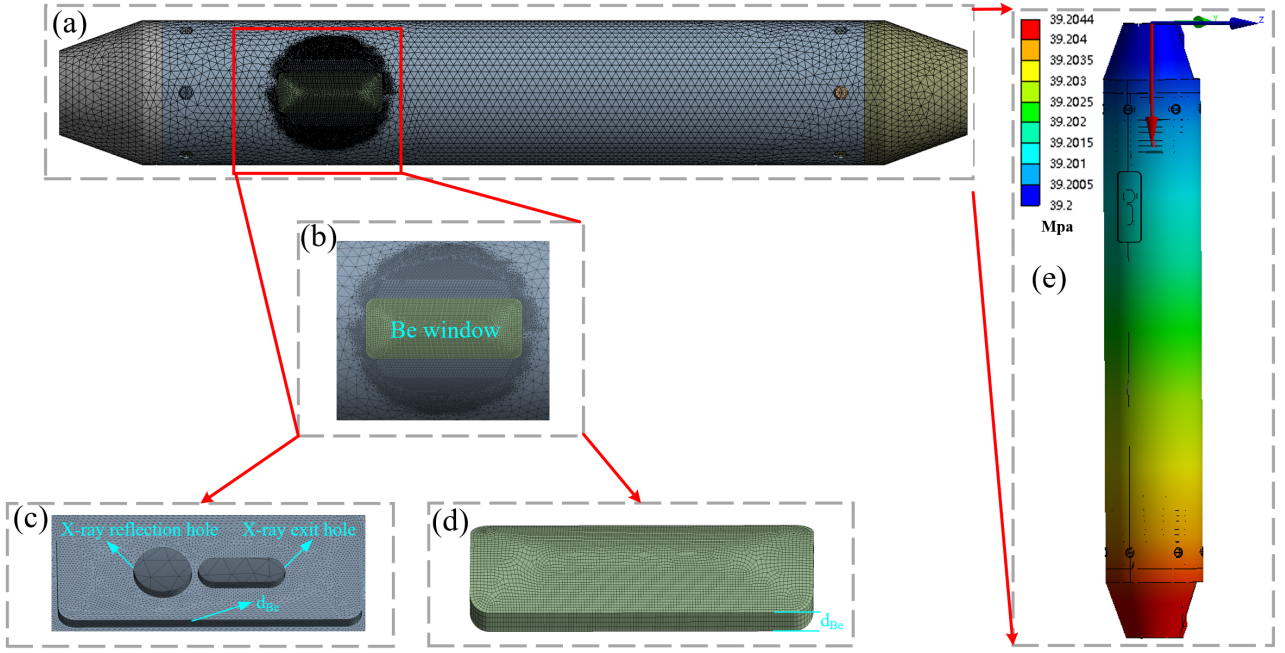 (a)
(b)
Be window
(c)
X-ray reflection hole
X-ray exit hole
dBe
(d)
dBe
39.2044
39.204
39.2035
39.203
39.2025
39.202
39.2015
39.201
39.2005
39.2
Mpa
Y
Z
(e)